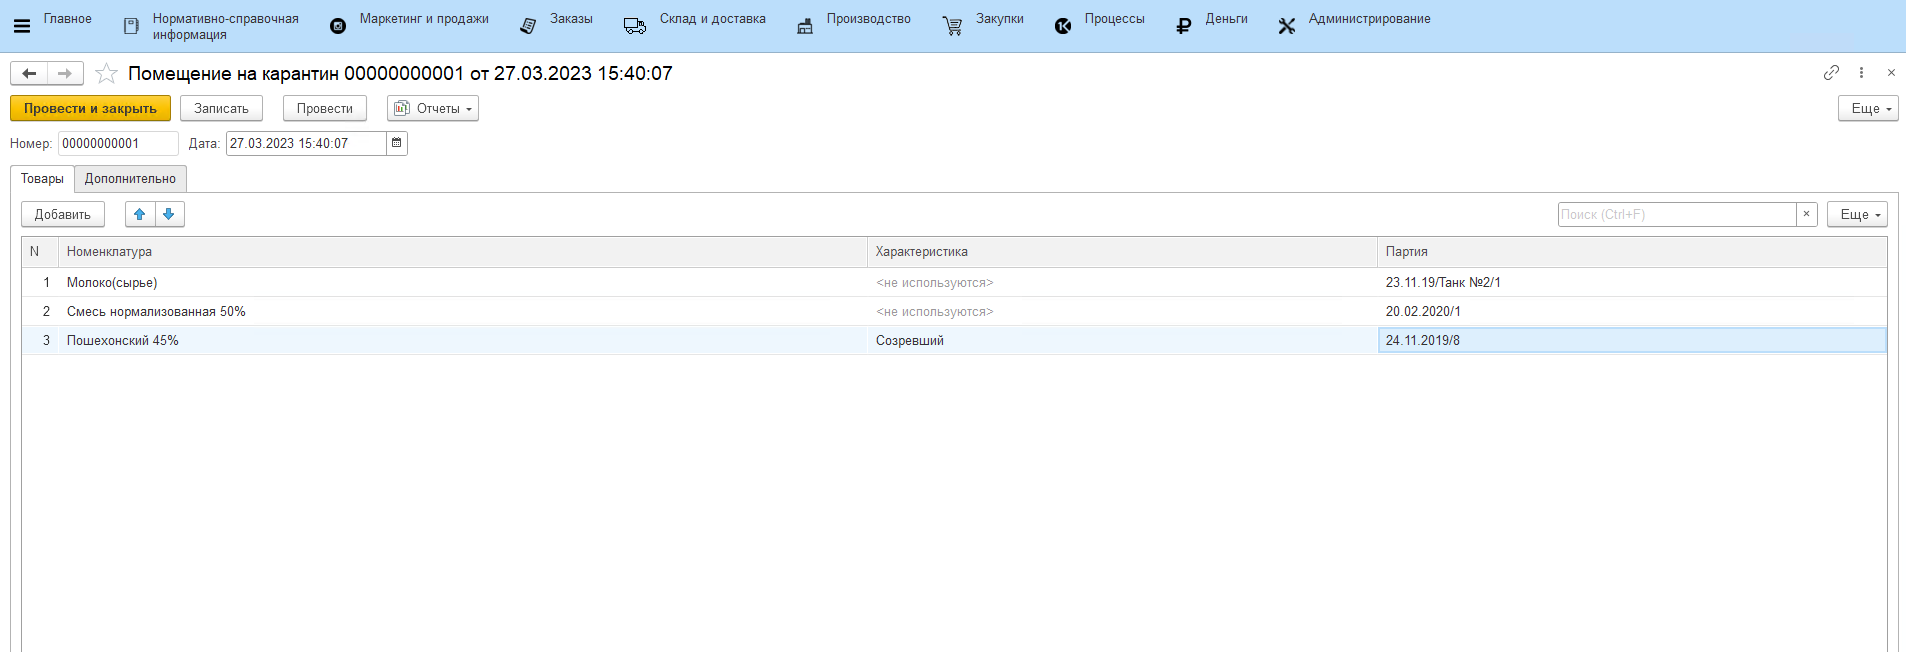 Главное
Нормативно-справочная
информация
Маркетинг и продажи
Заказы
Склад и доставка
Производство
Закупки
Процессы
Деньги
Администрирование
Помещение на карантин 00000000001 от 27.03.2023 15:40:07
Провести и закрыть Записать Провести Отчеты Еще
Номер: 00000000001 Дата: 27.03.2023 15:40:07
Товары Дополнительно
Добавить Поиск (Ctrl+F) Еще
N Номенклатура Характеристика Партия
1 Молоко(сырье) <не используются> 23.11.19/Танк №2/1
2 Смесь нормализованная 50% <не используются> 20.02.2020/1
3 Пошехонский 45% Созревший 24.11.2019/8